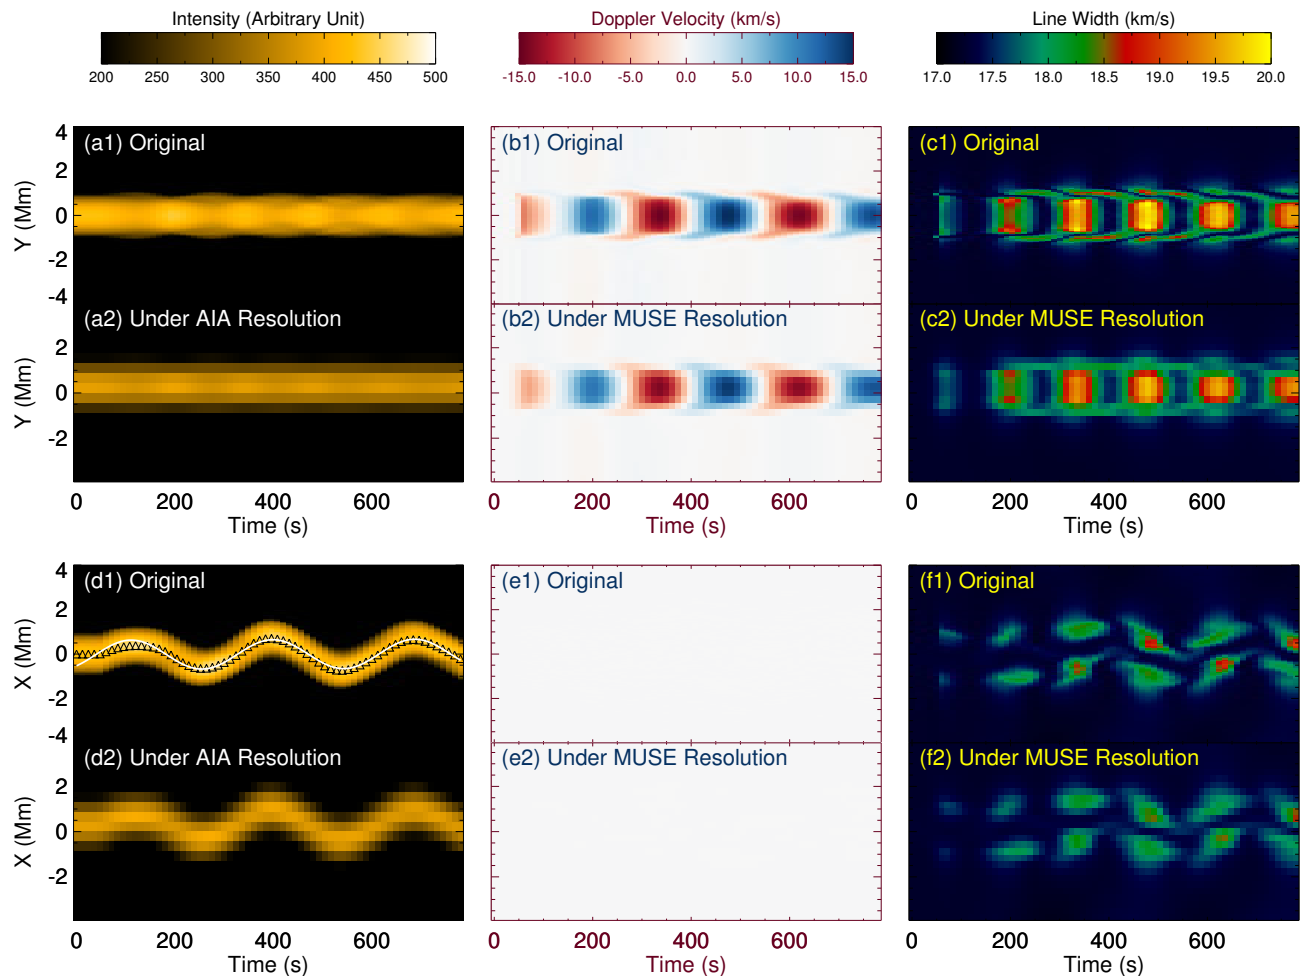 Intensity (Arbitrary Unit)
200 250 300 350 400 450 500
Doppler Velocity (km/s)
-15.0 -10.0 -5.0 0.0 5.0 10.0 15.0
Line Width (km/s)
17.0 17.5 18.0 18.5 19.0 19.5 20.0
(a1) Original
(b1) Original
(c1) Original
4
2
0
-2
-4
Y (Mm)
(a2) Under AIA Resolution
(b2) Under MUSE Resolution
(c2) Under MUSE Resolution
2
0
-2
Y (Mm)
0 200 400 600
Time (s)
0 200 400 600
Time (s)
0 200 400 600
Time (s)
(d1) Original
(e1) Original
(f1) Original
4
2
0
-2
-4
X (Mm)
(d2) Under AIA Resolution
(e2) Under MUSE Resolution
(f2) Under MUSE Resolution
2
0
-2
X (Mm)
0 200 400 600
Time (s)
0 200 400 600
Time (s)
0 200 400 600
Time (s)